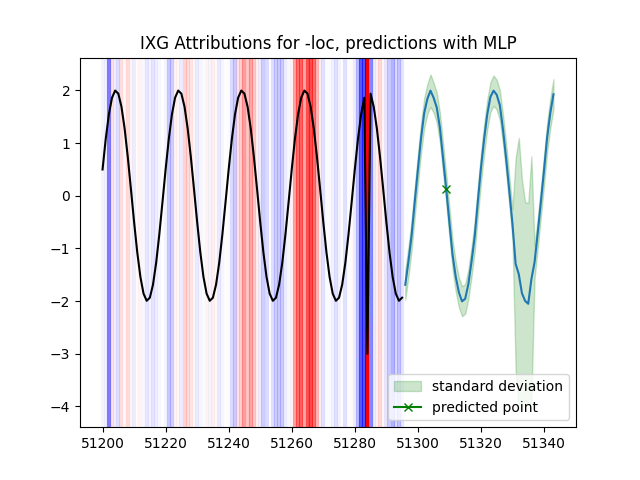 IXG Attributions for -loc, predictions with MLP
2
1
0
−1
−2
−3
−4
standard deviation
predicted point
51200 51220 51240 51260 51280 51300 51320 51340